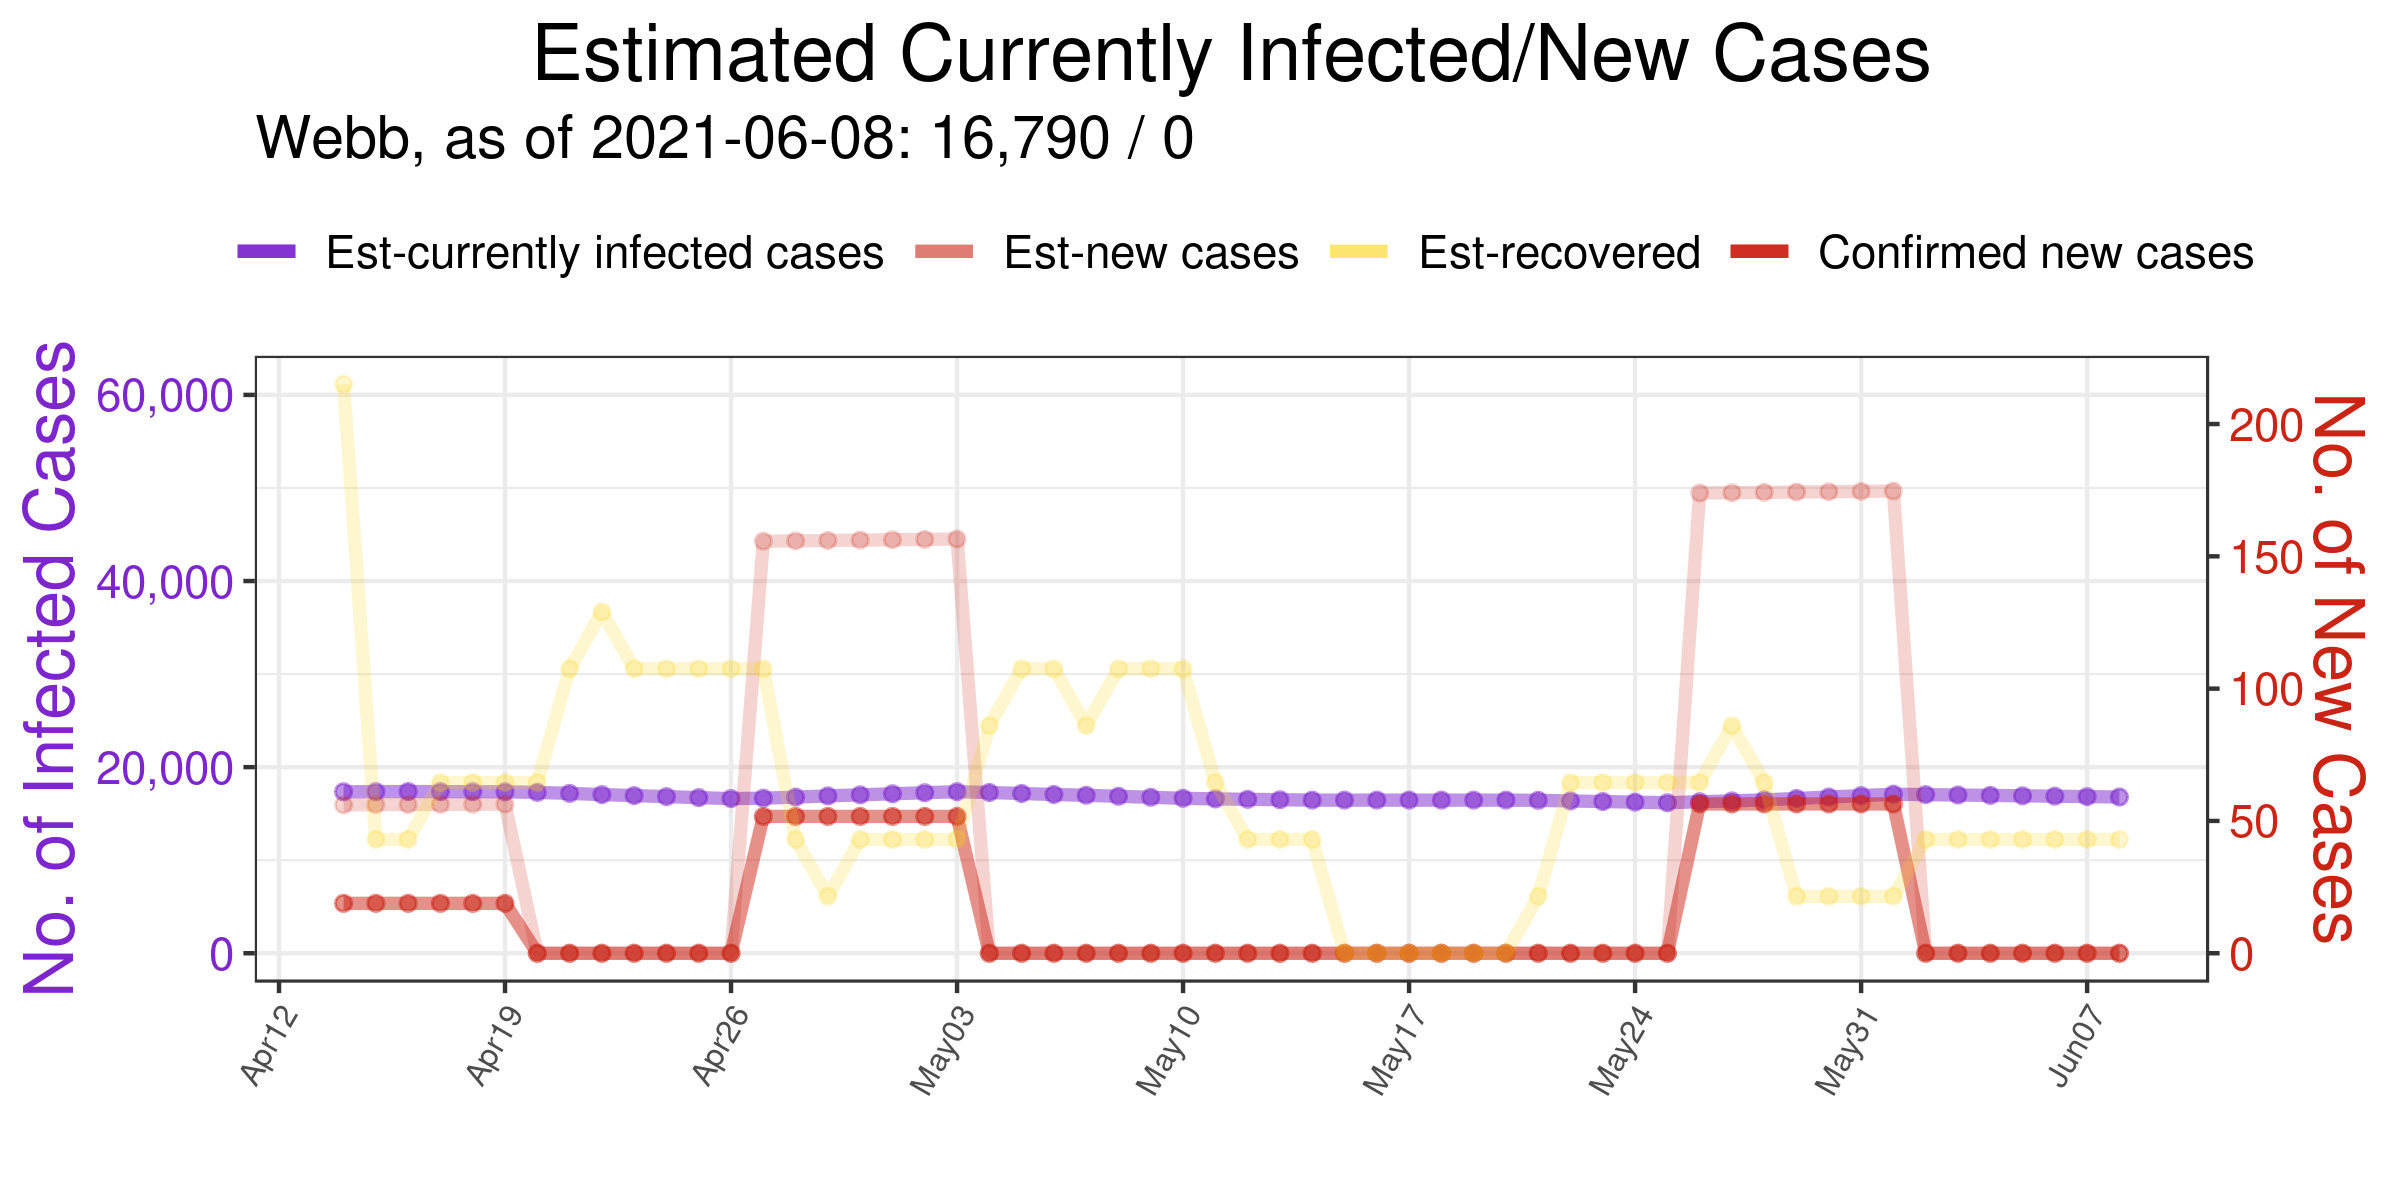 Estimated Currently Infected/New Cases
Webb, as of 2021-06-08: 16,790 / 0
Est-currently infected cases Est-new cases Est-recovered Confirmed new cases
No. of Infected Cases
60,000
40,000
20,000
0
200
150
100
50
0
No. of New Cases
Apr12 Apr19 Apr26 May03 May10 May17 May24 May31 Jun07